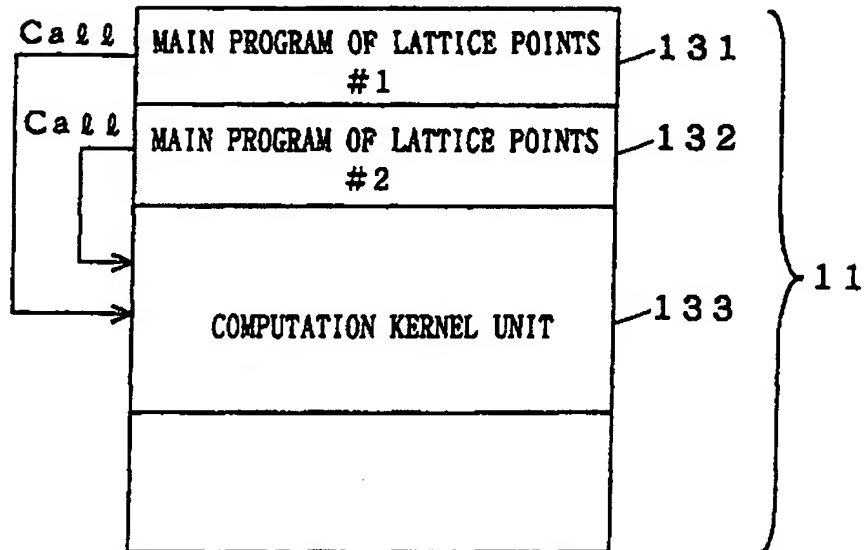 Call
MAIN PROGRAM OF LATTICE POINTS
#1
131
Call
MAIN PROGRAM OF LATTICE POINTS
#2
132
11
COMPUTATION KERNEL UNIT
133